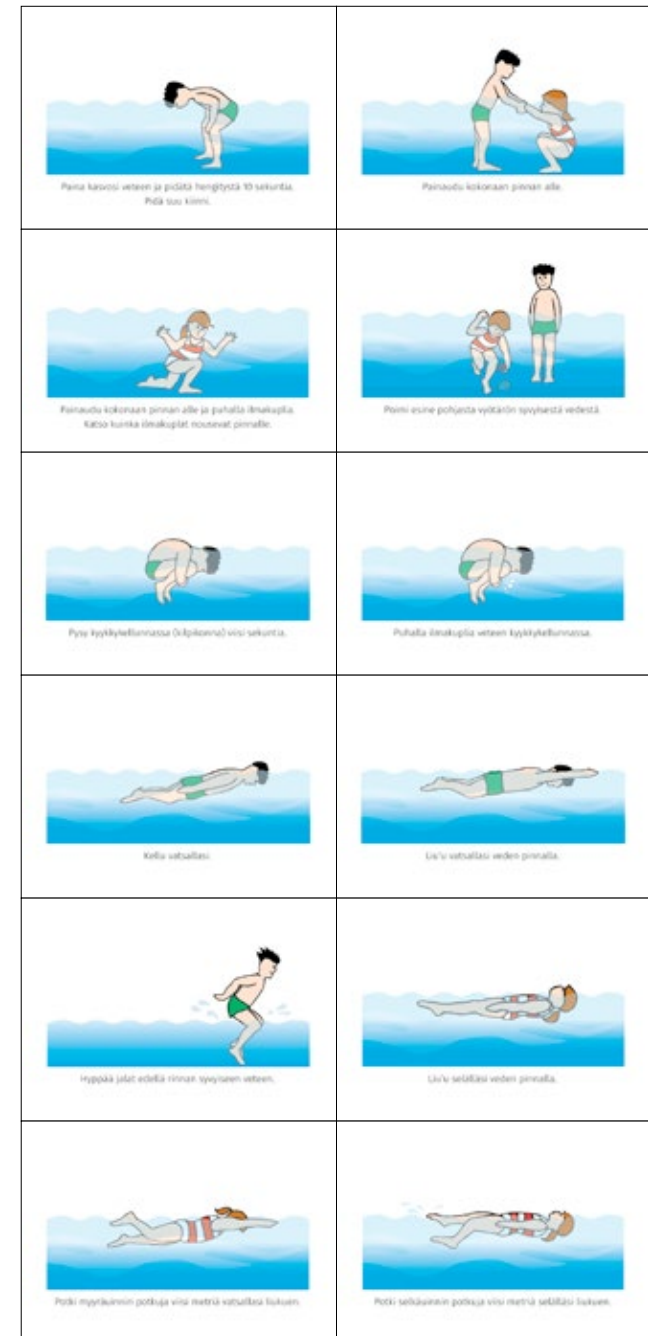 Paina kasvosi veteen ja pidätä hengitystä 10 sekuntia.
Pidä suu kiinni.
Painaudu kokonaan pinnan alle.
Painaudu kokonaan pinnan alle ja puhalla ilmakuplia.
Katso kuinka ilmakuplat nousevat pinnalle.
Poimi esine pohjasta vyötärön syvyisestä vedestä.
Pysy kyykkykellunnassa (kilpikonna) viisi sekuntia.
Puhalla ilmakuplia veteen kyykkykellunnassa.
Kellu vatsallasi.
Liu'u vatsallasi veden pinnalla.
Hyppää jalat edellä rinnan syvyiseen veteen.
Liu'u selälläsi veden pinnalla.
Potki myyräuinnin potkuja viisi metriä vatsallasi liukuen.
Potki selkäuinnin potkuja viisi metriä selälläsi liukuen.